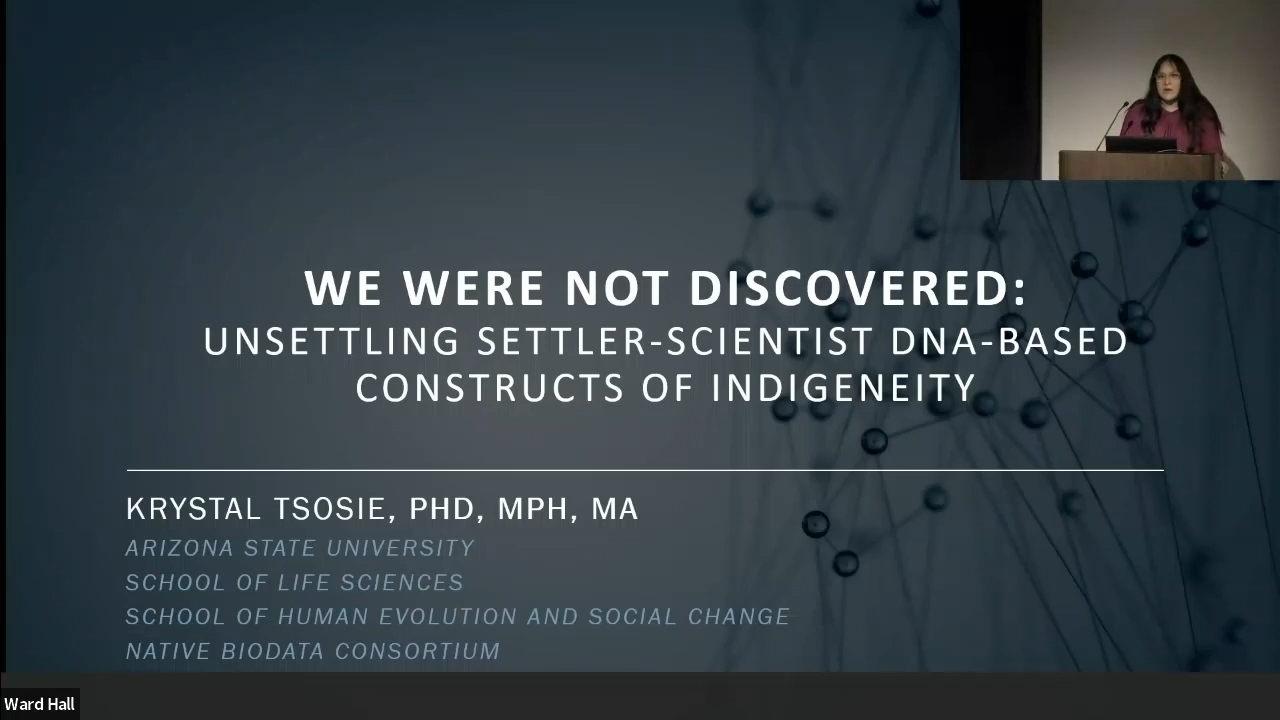 WE WERE NOT DISCOVERED:
UNSETTLING SETTLER-SCIENTIST DNA-BASED
CONSTRUCTS OF INDIGENEITY
KRYSTAL TSOSIE, PHD, MPH, MA
ARIZONA STATE UNIVERSITY
SCHOOL OF LIFE SCIENCES
SCHOOL OF HUMAN EVOLUTION AND SOCIAL CHANGE
NATIVE BIODATA CONSORTIUM
Ward Hall